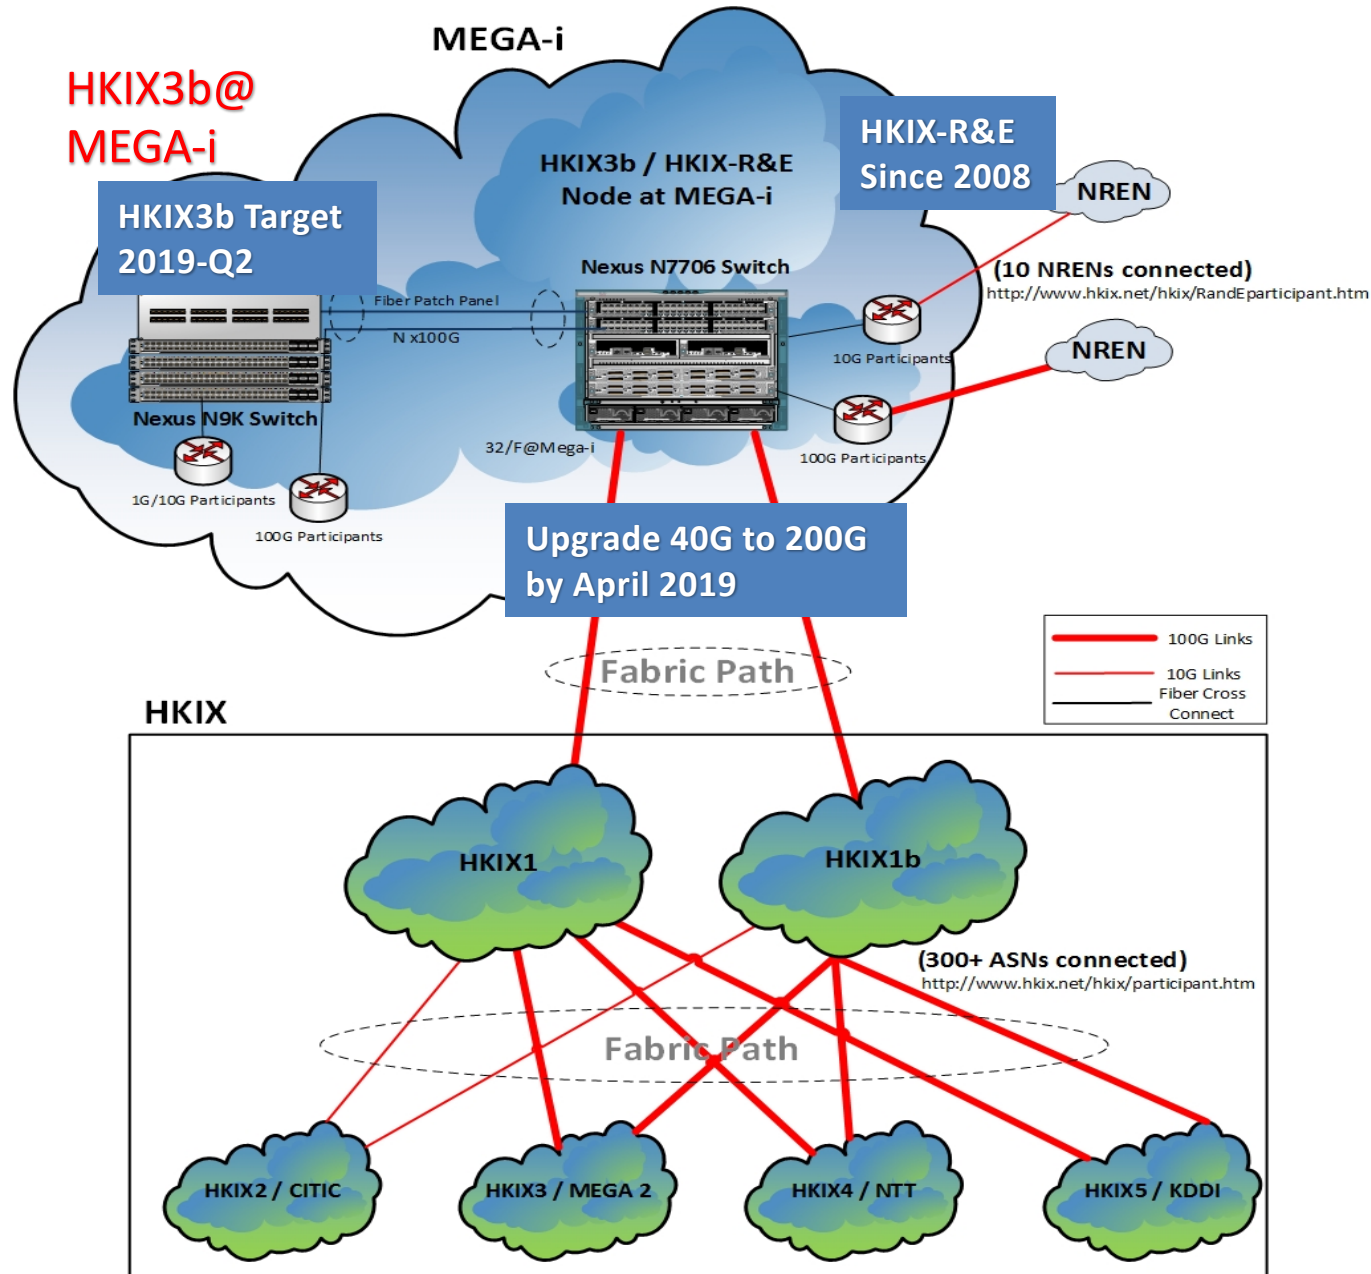 MEGA-i
HKIX3b@
MEGA-i
HKIX-R&E
Since 2008
HKIX3b / HKIX-R&E
Node at MEGA-i
NREN
HKIX3b Target
2019-Q2
Nexus N7706 Switch
(10 NRENs connected)
http://www.hkix.net/hkix/RandEparticipant.htm
Fiber Patch Panel
N x100G
10G Participants
NREN
Nexus N9K Switch
32/F@Mega-i
100G Participants
1G/10G Participants
100G Participants
Upgrade 40G to 200G
by April 2019
100G Links
10G Links
Fiber Cross
Connect
Fabric Path
HKIX
HKIX1
HKIX1b
(300+ ASNs connected)
http://www.hkix.net/hkix/participant.htm
Fabric Path
HKIX2 / CITIC
HKIX3 / MEGA 2
HKIX4 / NTT
HKIX5 / KDDI